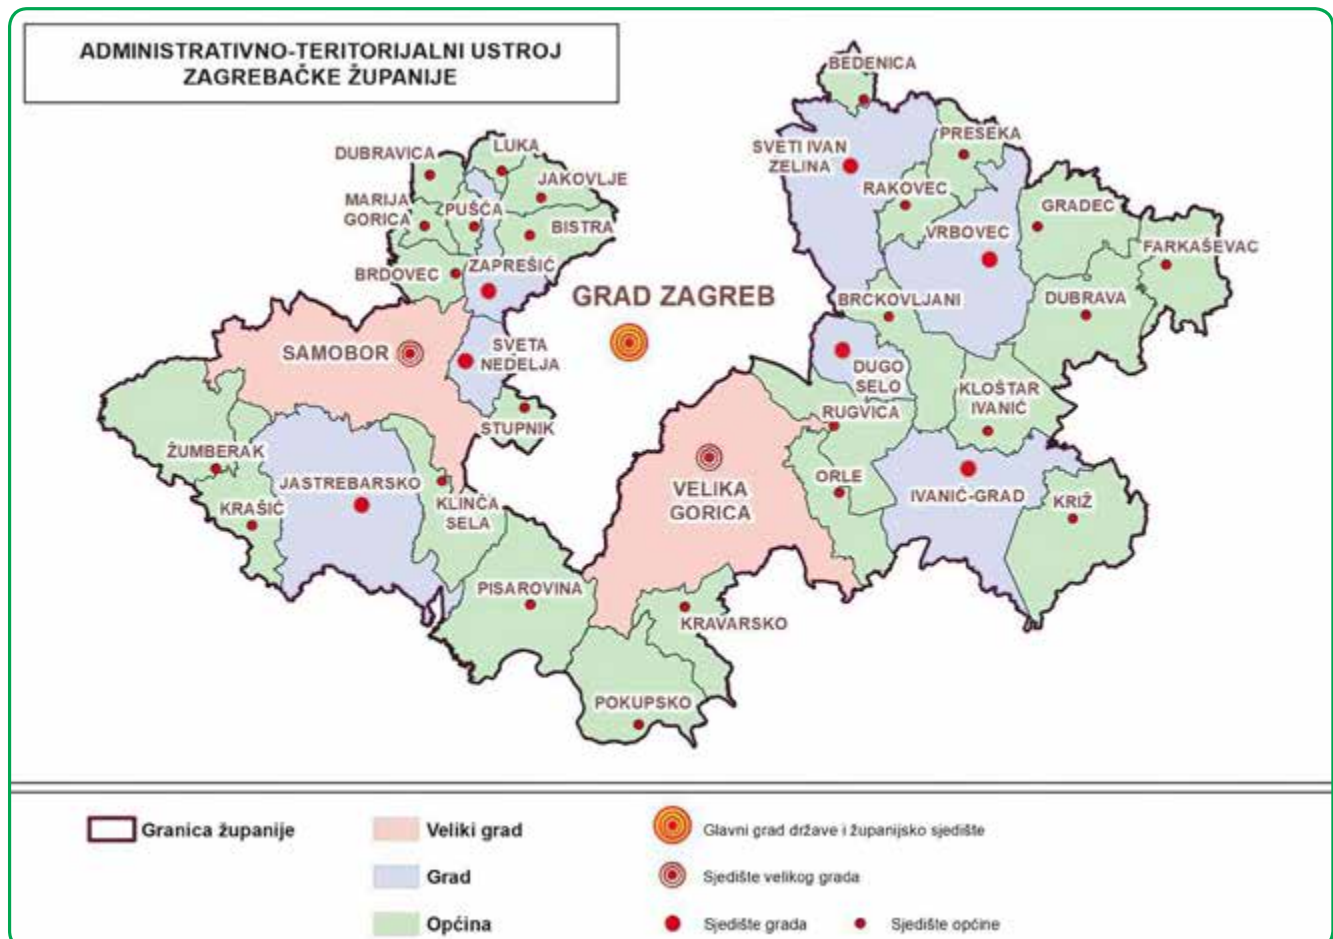 ADMINISTRATIVNO-TERITORIJALNI USTROJ
ZAGREBAČKE ŽUPANIJE
BEDENICA
PRESEKA
SVETI IVAN
ZELINA
RAKOVEC
GRADEC
VRBOVEC
FARKAŠEVAC
DUBRAVA
BRCKOVLJANI
DUBRAVICA
LUKA
JAKOVLJE
MARIJA
GORICA
PUŠĆA
BISTRA
BRDOVEC
ZAPREŠIĆ
GRAD ZAGREB
SAMOBOR
SVETA
NEDELJA
STUPNIK
DUGO
SELO
KLOŠTAR
IVANIĆ
RUGVICA
ŽUMBERAK
JASTREBARSKO
KRAŠIĆ
KLINČA
SELA
VELIKA
GORICA
ORLE
IVANIĆ-GRAD
KRIŽ
PISAROVINA
KRAVARSKO
POKUPSKO
Granica županije
Veliki grad
Grad
Općina
Glavni grad države i županijsko sjedište
Sjedište velikog grada
Sjedište grada
Sjedište općine